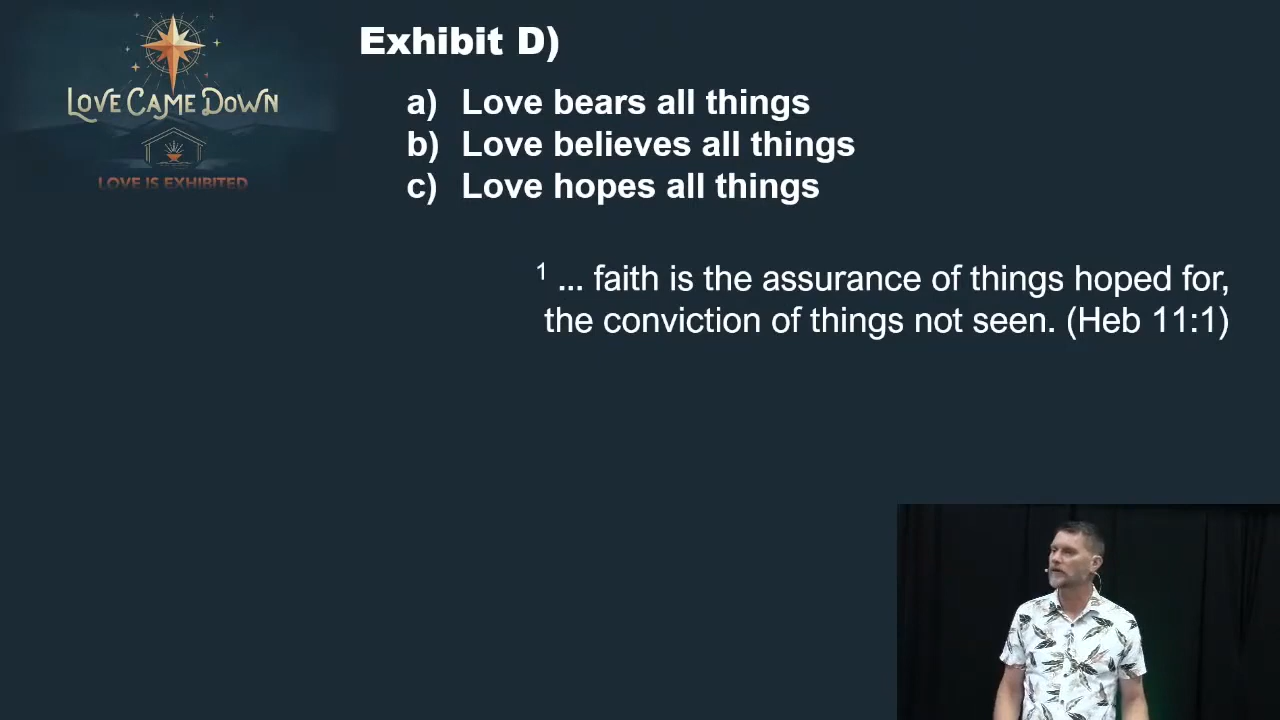 LOVE CAME DOWN
LOVE IS EXHIBITED
Exhibit D)
a) Love bears all things
b) Love believes all things
c) Love hopes all things
1 ... faith is the assurance of things hoped for,
the conviction of things not seen. (Heb 11:1)